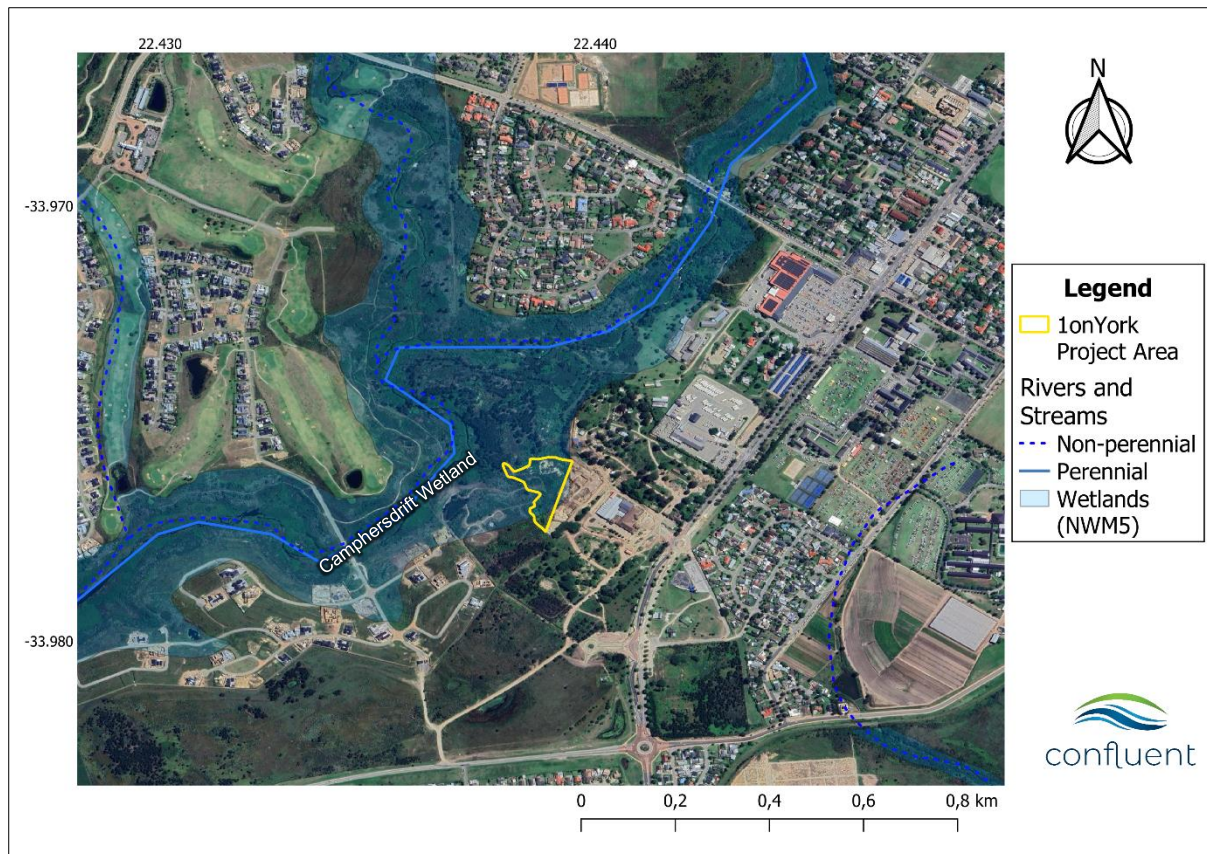 22.430
22.440
-33.970
-33.980
Camphersdrift Wetland
N
Legend
1onYork
Project Area
Rivers and
Streams
Non-perennial
Perennial
Wetlands
(NWM5)
confluent
0 0,2 0,4 0,6 0,8 km